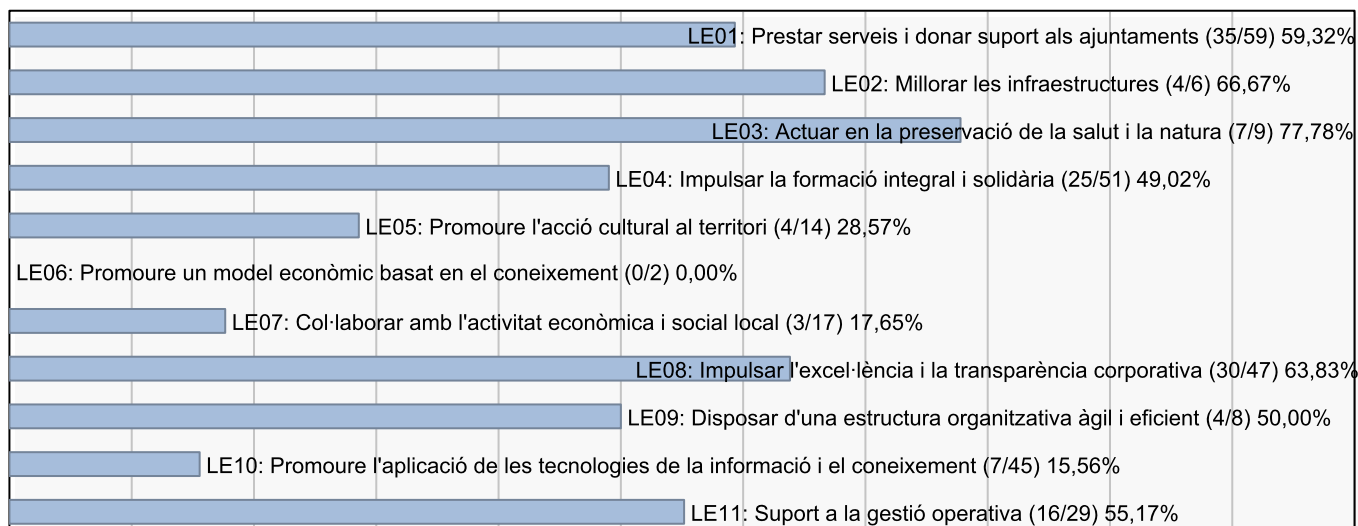 LE01: Prestar serveis i donar suport als ajuntaments (35/59) 59,32%
LE02: Millorar les infraestructures (4/6) 66,67%
LE03: Actuar en la preservació de la salut i la natura (7/9) 77,78%
LE04: Impulsar la formació integral i solidària (25/51) 49,02%
LE05: Promoure l'acció cultural al territori (4/14) 28,57%
LE06: Promoure un model econòmic basat en el coneixement (0/2) 0,00%
LE07: Col·laborar amb l'activitat econòmica i social local (3/17) 17,65%
LE08: Impulsar l'excel·lència i la transparència corporativa (30/47) 63,83%
LE09: Disposar d'una estructura organitzativa àgil i eficient (4/8) 50,00%
LE10: Promoure l'aplicació de les tecnologies de la informació i el coneixement (7/45) 15,56%
LE11: Suport a la gestió operativa (16/29) 55,17%